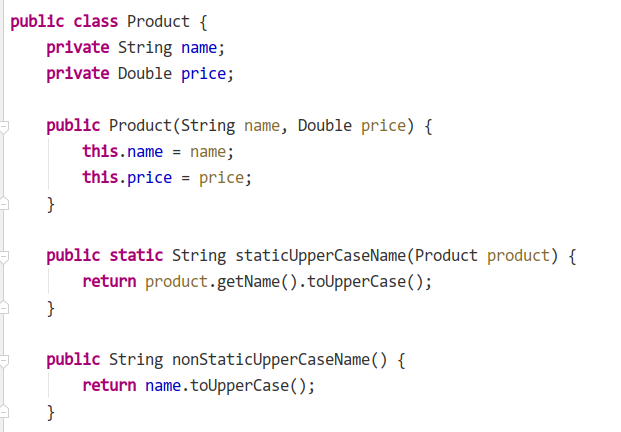 public class Product {
    private String name;
    private Double price;

    public Product(String name, Double price) {
        this.name = name;
        this.price = price;
    }

    public static String staticUpperCaseName(Product product) {
        return product.getName().toUpperCase();
    }

    public String nonStaticUpperCaseName() {
        return name.toUpperCase();
    }